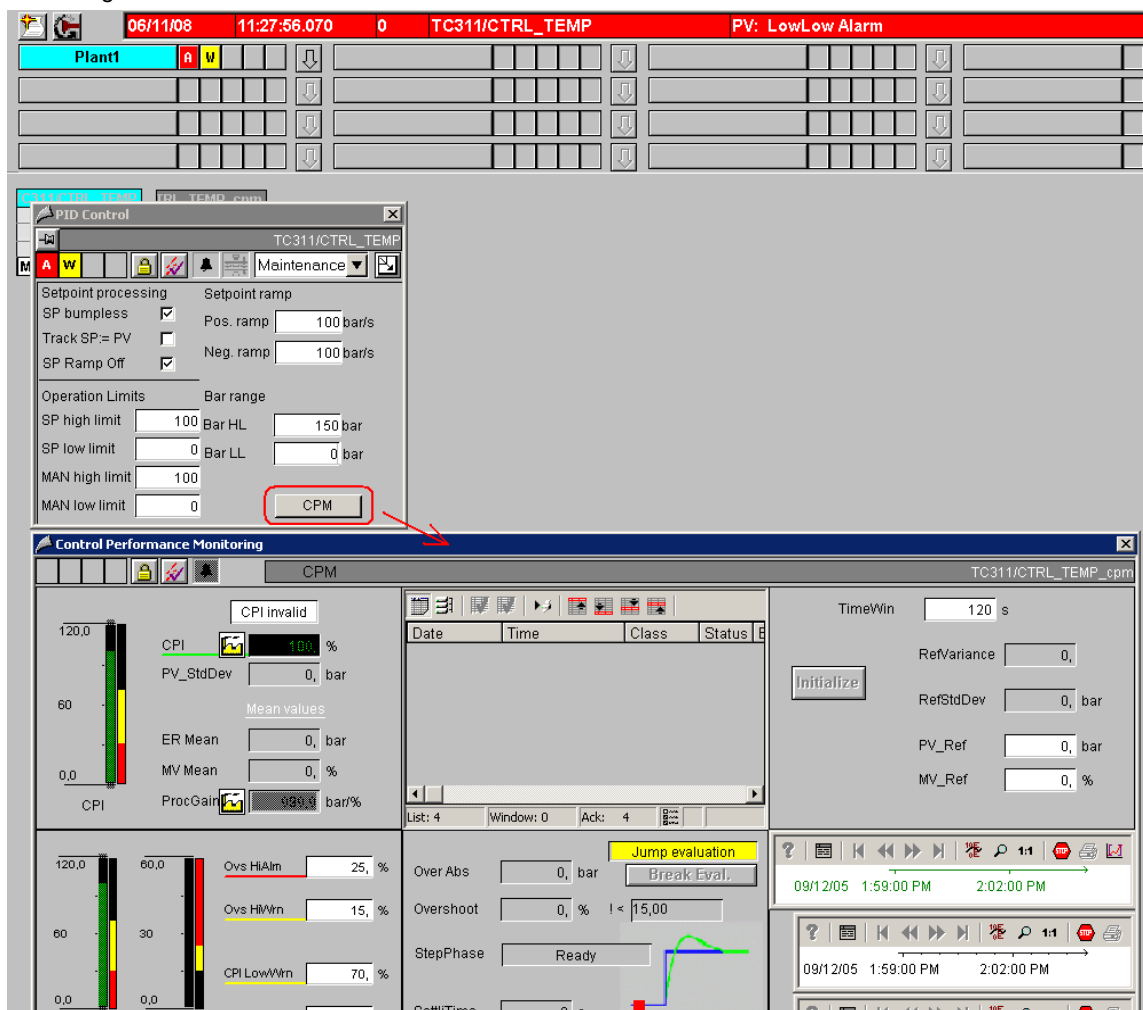 06/11/08 11:27:56.070 0 TC311/CTRL_TEMP PV: LowLow Alarm
Plant1 A W
PID Control
TC311/CTRL_TEMP
M A W Maintenance
Setpoint processing Setpoint ramp
SP bumpless Pos. ramp 100 bar/s
Track SP:= PV
SP Ramp Off Neg. ramp 100 bar/s
Operation Limits Bar range
SP high limit 100 Bar HL 150 bar
SP low limit 0 Bar LL 0 bar
MAN high limit 100
MAN low limit 0 CPM
Control Performance Monitoring
CPM TC311/CTRL_TEMP_cpm
CPI invalid
120,0
60
0,0
CPI
CPI 100, %
PV_StdDev 0, bar
Mean values
ER Mean 0, bar
MV Mean 0, %
ProcGain bar/%
Date Time Class Status E
List: 4 Window: 0 Ack: 4
TimeWin 120 s
Initialize
RefVariance 0,
RefStdDev 0, bar
PV_Ref 0, bar
MV_Ref 0, %
120,0 60,0
60 30
0,0 0,0
Ovs HiAlm 25, %
Ovs HiWrn 15, %
CPI LowWrn 70, %
Jump evaluation
Over Abs 0, bar Break Eval.
Overshoot 0, % !< 15,00
StepPhase Ready
? 1:1 STOP
09/12/05 1:59:00 PM 2:02:00 PM
? 1:1 STOP
09/12/05 1:59:00 PM 2:02:00 PM